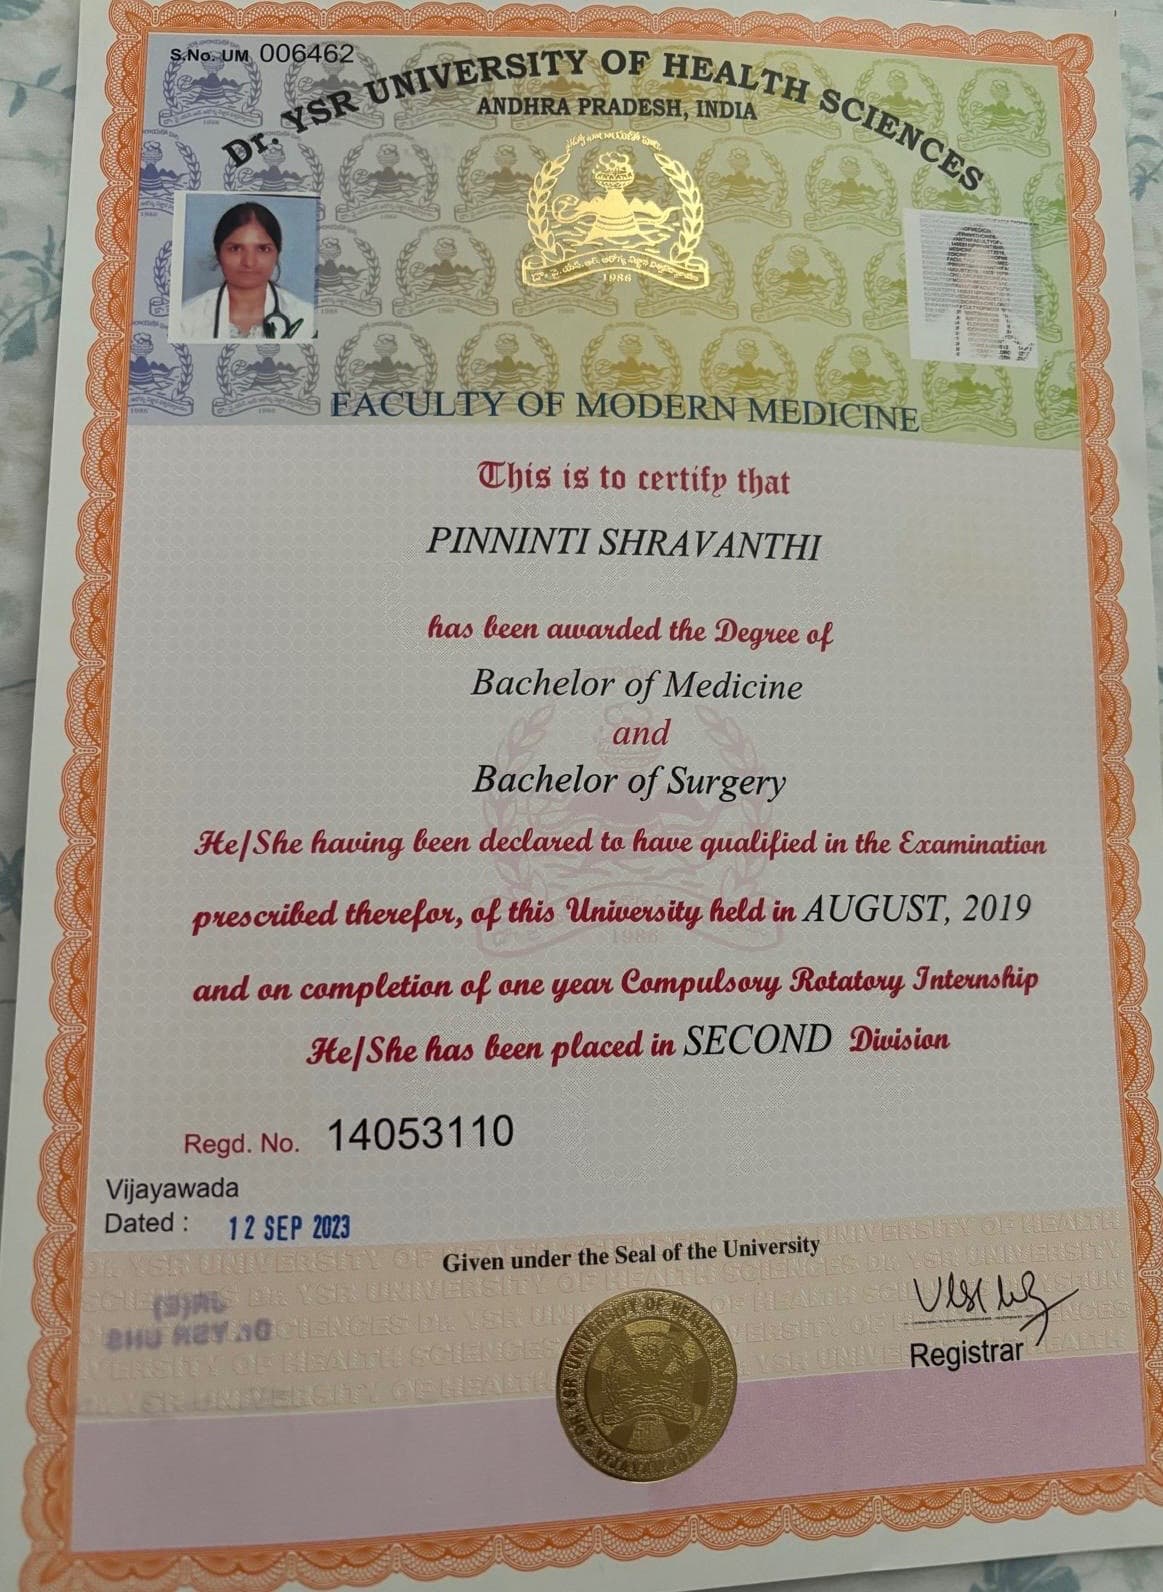 S.No. UM 006462
Dr. YSR UNIVERSITY OF HEALTH SCIENCES
ANDHRA PRADESH, INDIA
1986
FACULTY OF MODERN MEDICINE
This is to certify that
PINNINTI SHRAVANTHI
has been awarded the Degree of
Bachelor of Medicine
and
Bachelor of Surgery
He/She having been declared to have qualified in the Examination
prescribed therefor, of this University held in AUGUST, 2019
and on completion of one year Compulsory Rotatory Internship
He/She has been placed in SECOND Division
Regd. No. 14053110
Vijayawada
Dated : 12 SEP 2023
Given under the Seal of the University
Registrar